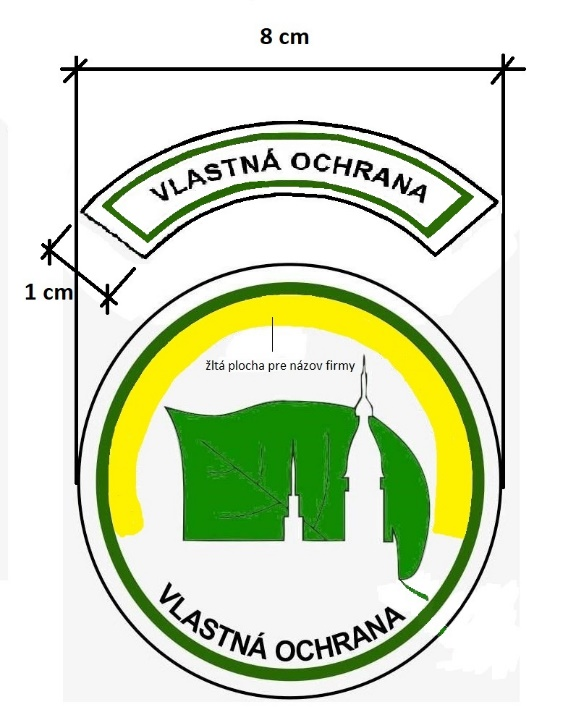 8 cm
VLASTNÁ OCHRANA
1 cm
žltá plocha pre názov firmy
VLASTNÁ OCHRANA